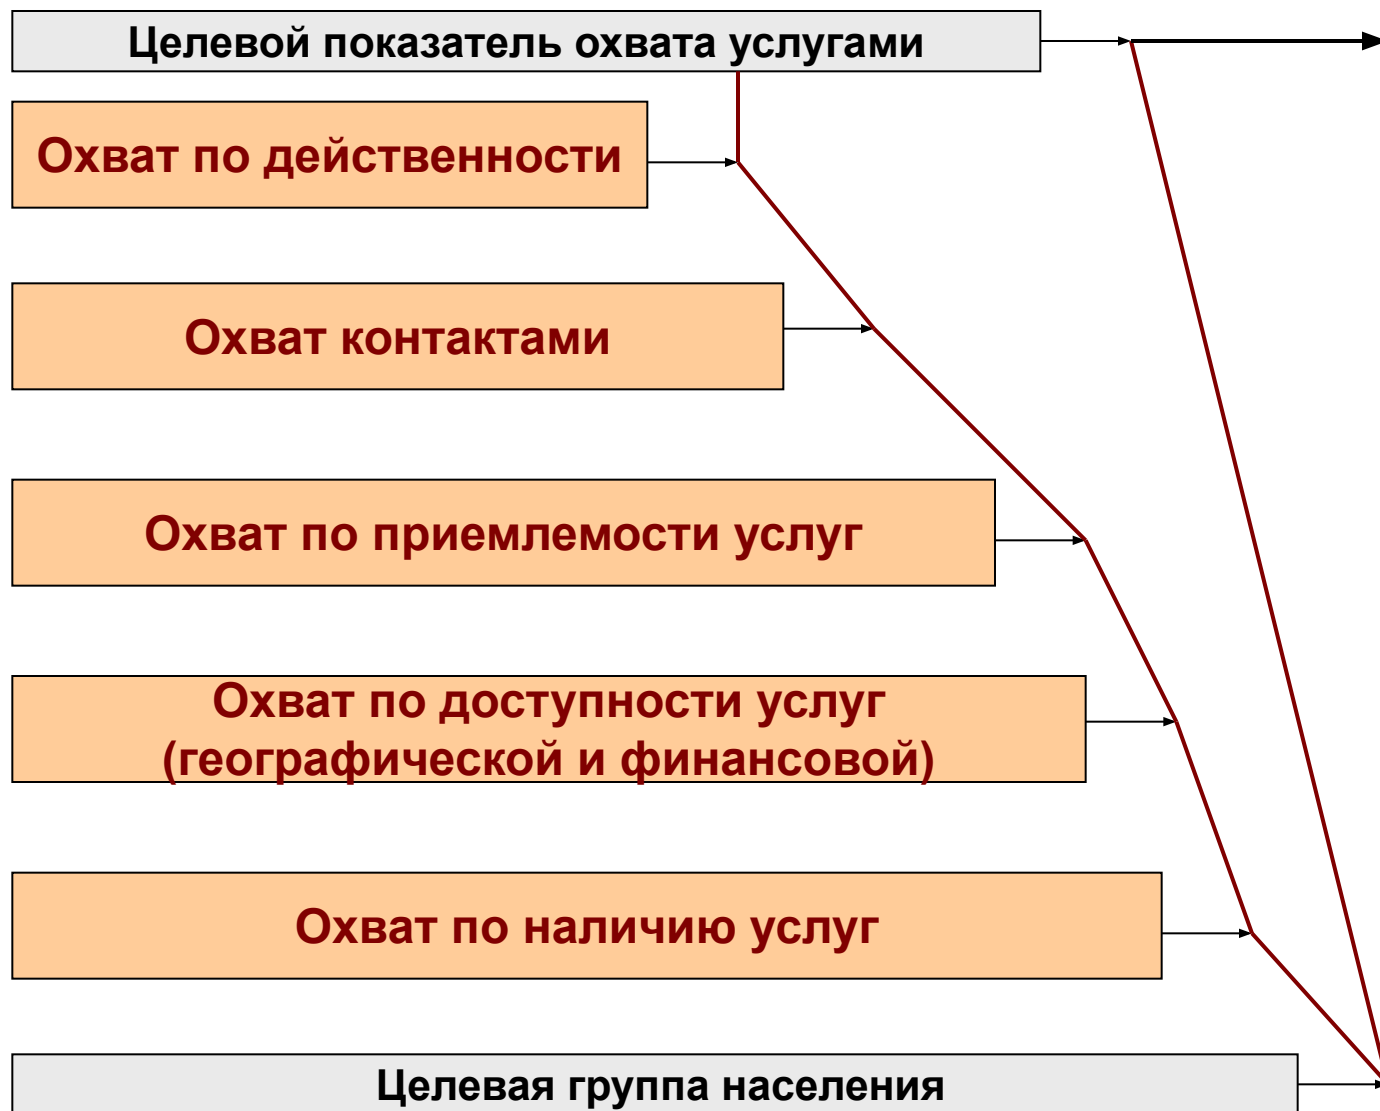 Целевой показатель охвата услугами
Охват по действенности
Охват контактами
Охват по приемлемости услуг
Охват по доступности услуг
(географической и финансовой)
Охват по наличию услуг
Целевая группа населения